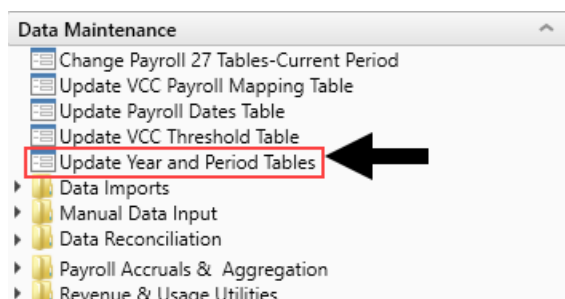 Data Maintenance
Change Payroll 27 Tables-Current Period
Update VCC Payroll Mapping Table
Update Payroll Dates Table
Update VCC Threshold Table
Update Year and Period Tables
Data Imports
Manual Data Input
Data Reconciliation
Payroll Accruals & Aggregation
Revenue & Usage Utilities